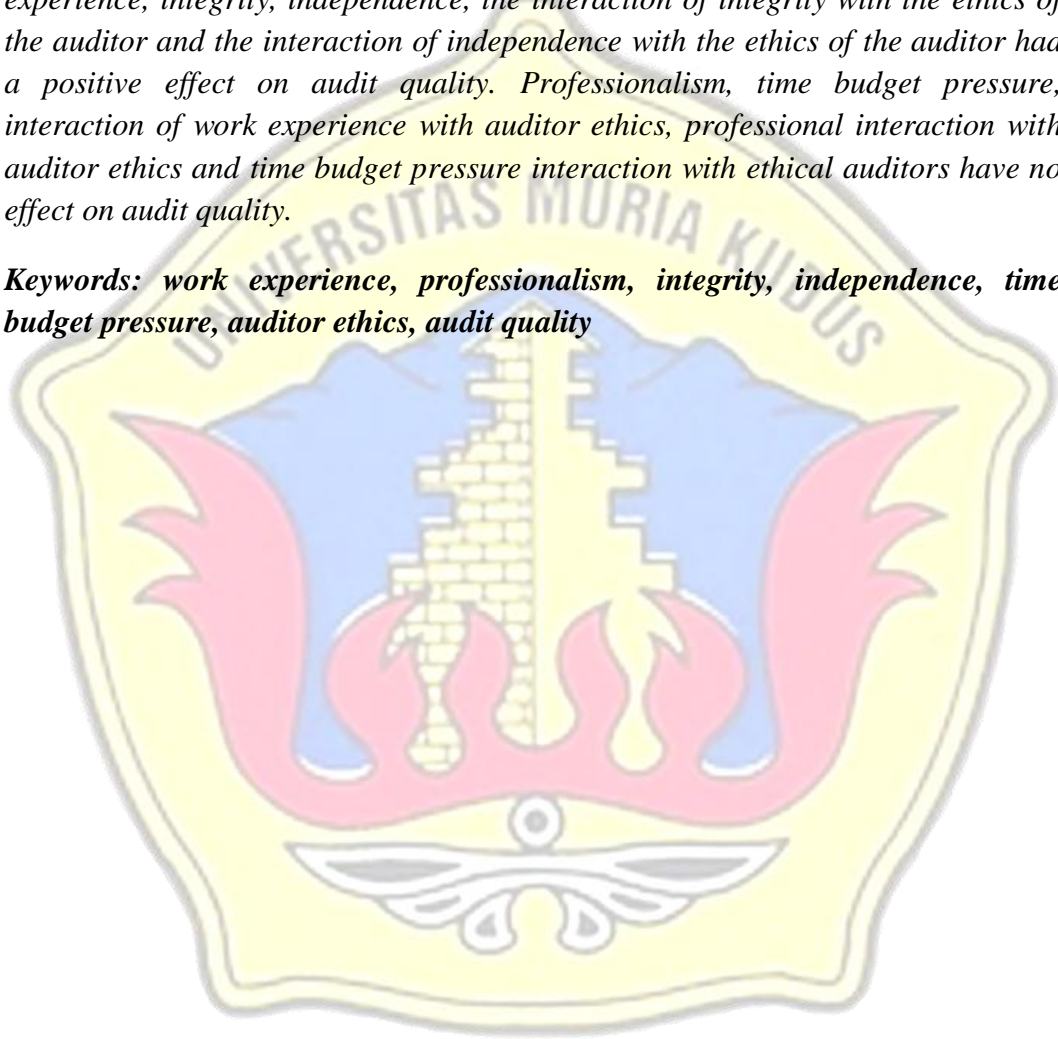 experience, integrity, independence, the interaction of integrity with the ethics of
the auditor and the interaction of independence with the ethics of the auditor had
a positive effect on audit quality. Professionalism, time budget pressure,
interaction of work experience with auditor ethics, professional interaction with
auditor ethics and time budget pressure interaction with ethical auditors have no
effect on audit quality.
Keywords: work experience, professionalism, integrity, independence, time
budget pressure, auditor ethics, audit quality
UNIVERSITAS MURIA KUDUS